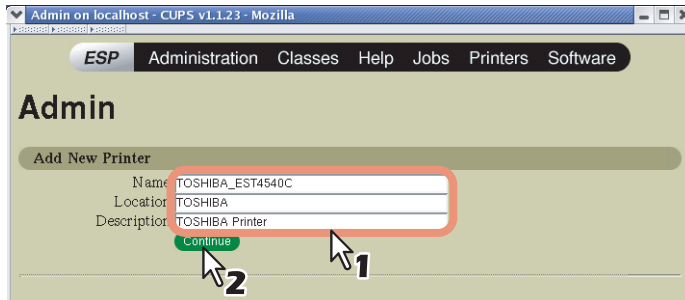 Admin on localhost - CUPS v1.1.23 - Mozilla
ESP Administration Classes Help Jobs Printers Software
Admin
Add New Printer
Name TOSHIBA_EST4540C
Location TOSHIBA
Description TOSHIBA Printer
Continue
1
2